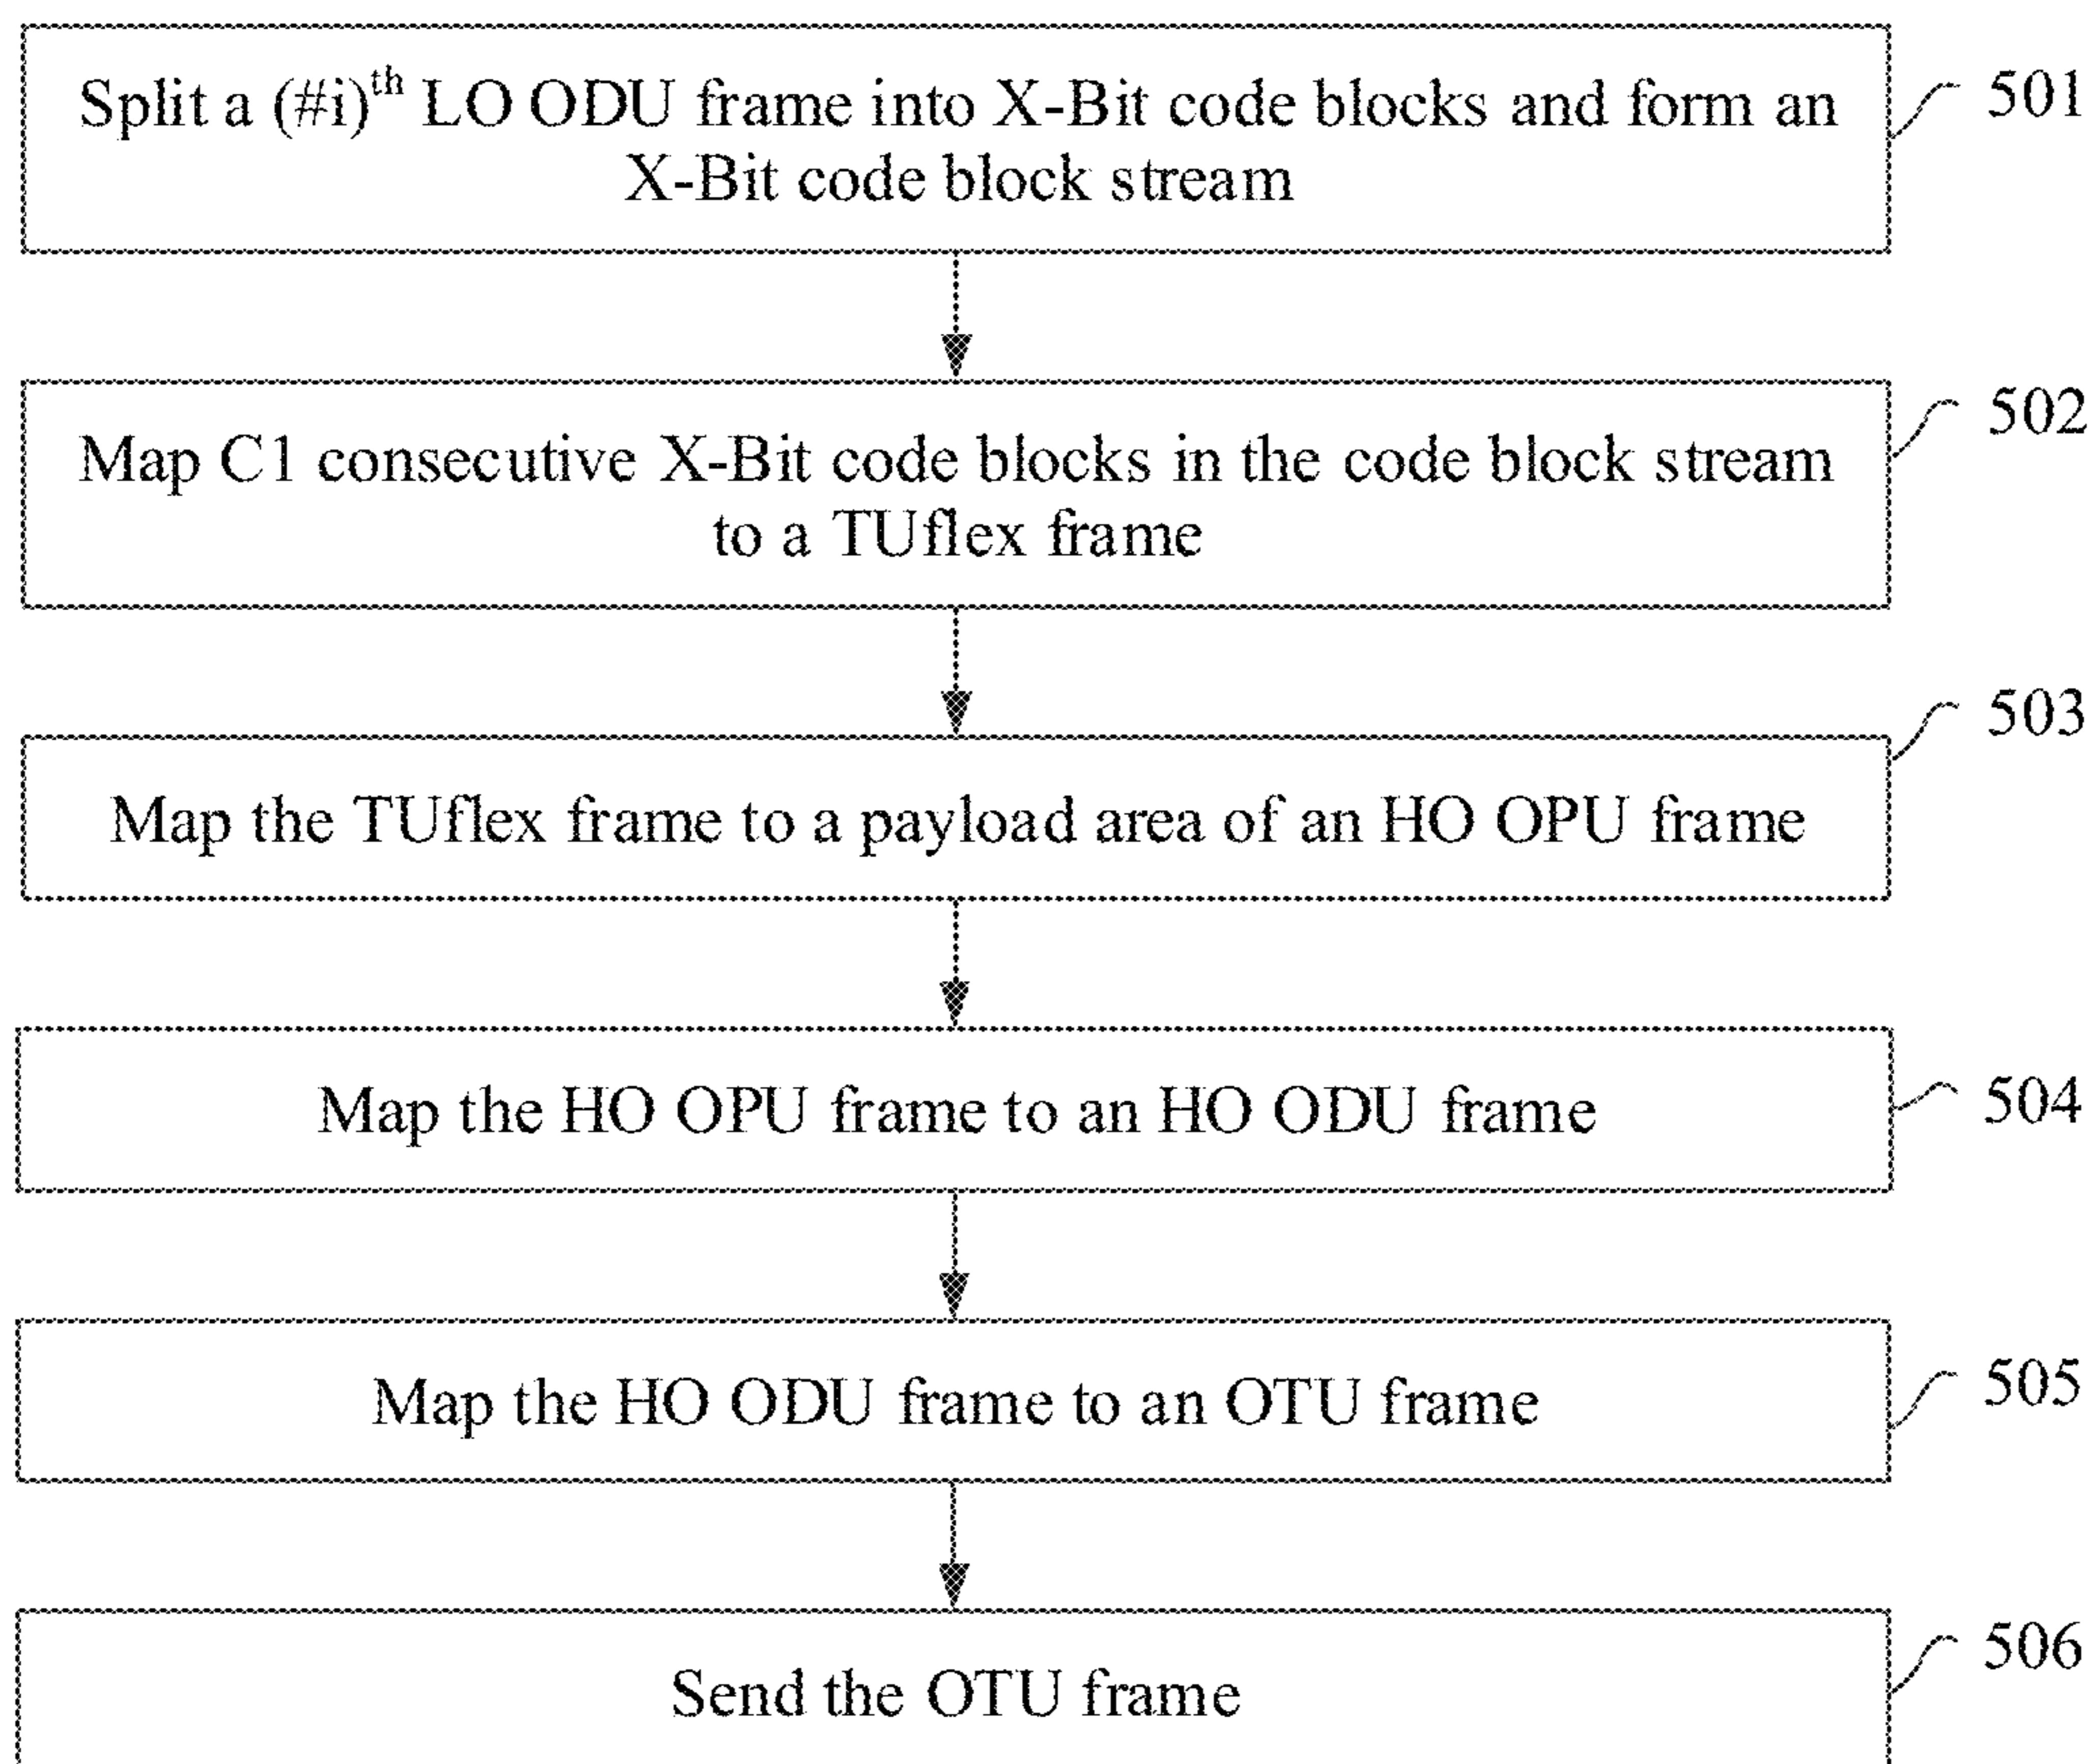 Split a (#i)th LO ODU frame into X-Bit code blocks and form an
X-Bit code block stream
501
Map C1 consecutive X-Bit code blocks in the code block stream
to a TUflex frame
502
Map the TUflex frame to a payload area of an HO OPU frame
503
Map the HO OPU frame to an HO ODU frame
504
Map the HO ODU frame to an OTU frame
505
Send the OTU frame
506